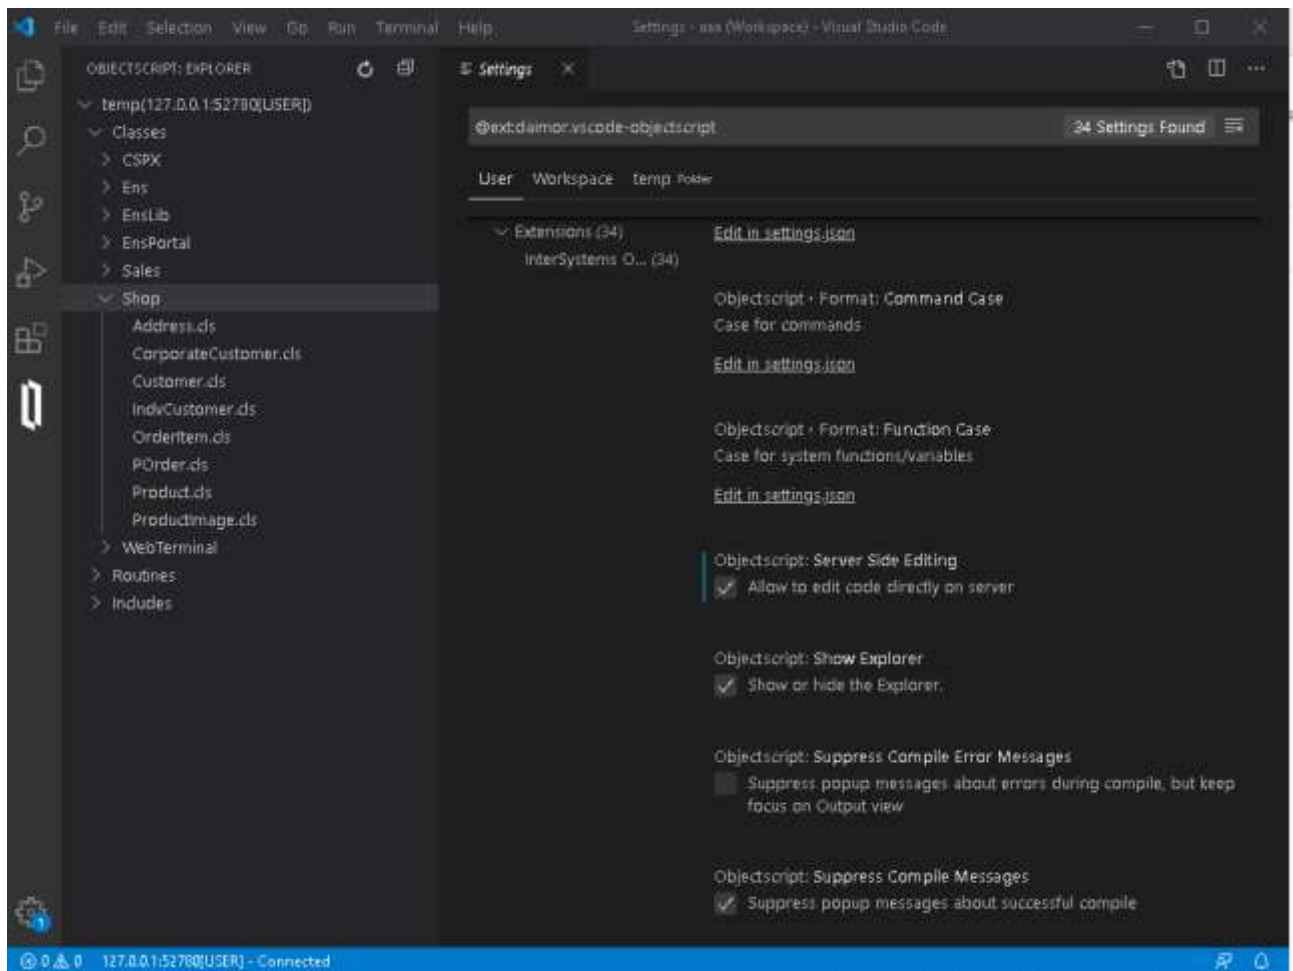 File Edit Selection View Go Run Terminal Help Settings - aaa (Workspace) - Visual Studio Code
OBJECTSCRIPT: EXPLORER
temp(127.0.0.1:52780[USER])
Classes
CSPX
Ens
EnsLib
EnsPortal
Sales
Shop
Address.cls
CorporateCustomer.cls
Customer.cls
IndvCustomer.cls
OrderItem.cls
POrder.cls
Product.cls
ProductImage.cls
WebTerminal
Routines
Includes
Settings
@ext:daimor.vscode-objectscript 34 Settings Found
User Workspace temp Folder
Extensions (34)
InterSystems O... (34)
Edit in settings.json
Objectscript › Format: Command Case
Case for commands
Edit in settings.json
Objectscript › Format: Function Case
Case for system functions/variables
Edit in settings.json
Objectscript: Server Side Editing
Allow to edit code directly on server
Objectscript: Show Explorer
Show or hide the Explorer.
Objectscript: Suppress Compile Error Messages
Suppress popup messages about errors during compile, but keep
focus on Output view
Objectscript: Suppress Compile Messages
Suppress popup messages about successful compile
1
0 0 127.0.0.1:52780[USER] - Connected